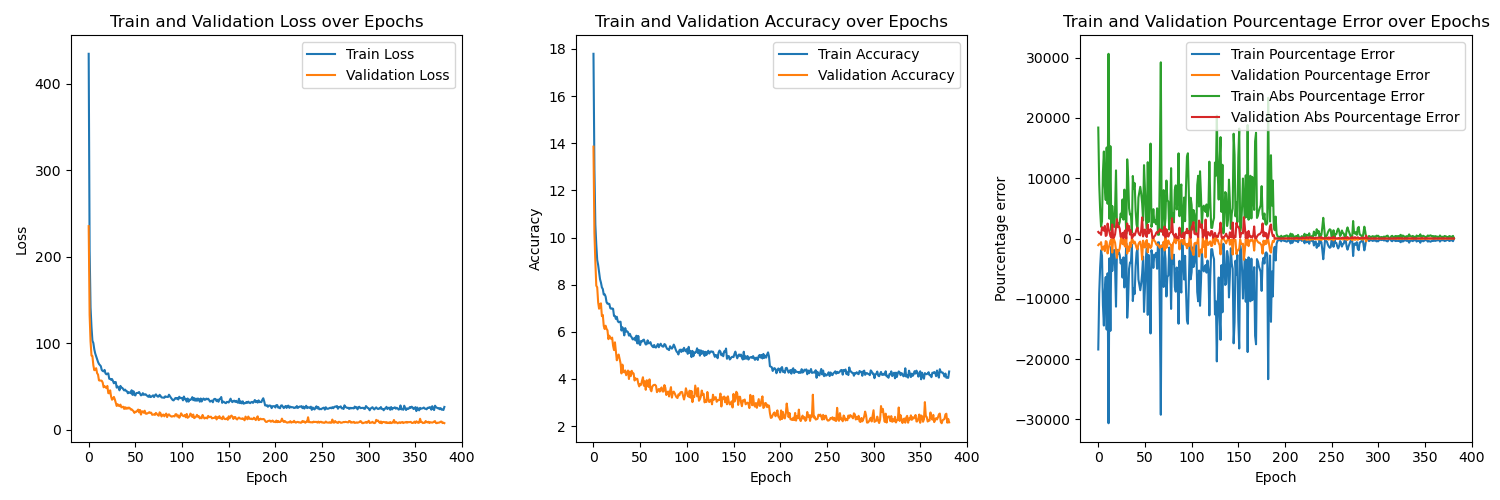 Train and Validation Loss over Epochs
Train Loss
Validation Loss
Loss
400
300
200
100
0
0 50 100 150 200 250 300 350 400
Epoch
Train and Validation Accuracy over Epochs
Train Accuracy
Validation Accuracy
Accuracy
18
16
14
12
10
8
6
4
2
0 50 100 150 200 250 300 350 400
Epoch
Train and Validation Pourcentage Error over Epochs
Train Pourcentage Error
Validation Pourcentage Error
Train Abs Pourcentage Error
Validation Abs Pourcentage Error
Pourcentage error
30000
20000
10000
0
−10000
−20000
−30000
0 50 100 150 200 250 300 350 400
Epoch